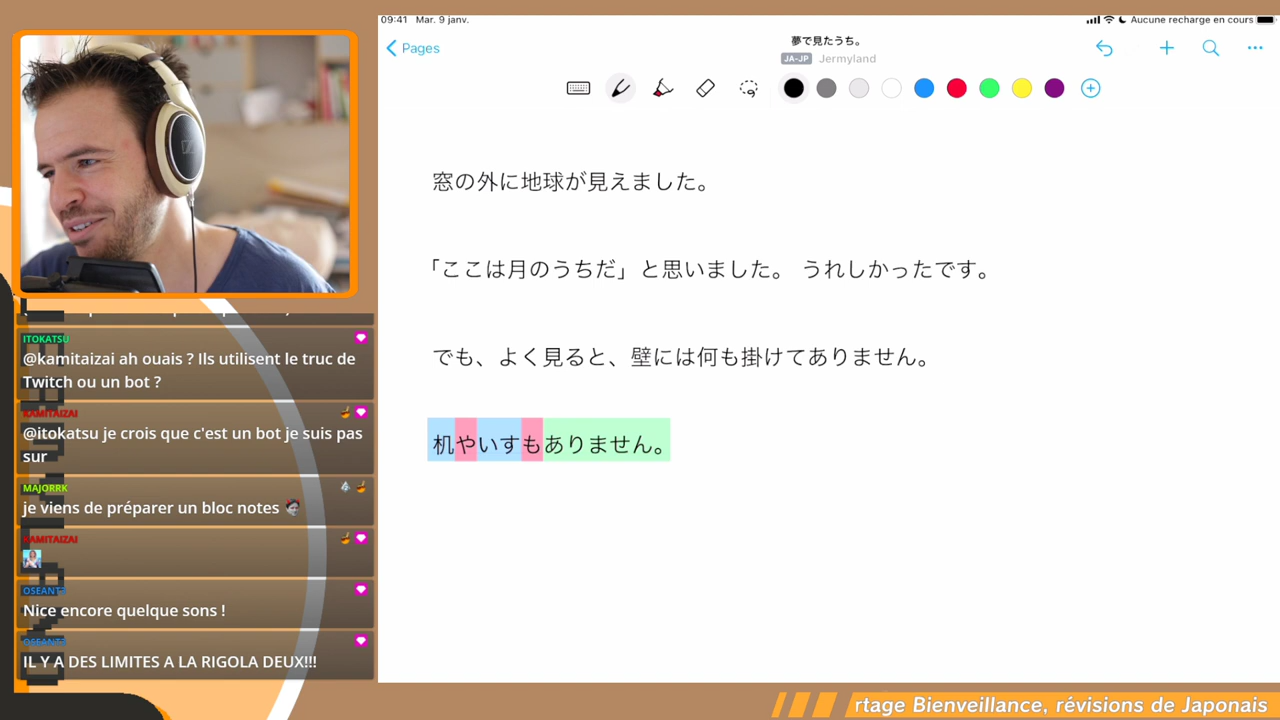 09:41 Mar. 9 janv.
Aucune recharge en cours
Pages
夢で見たうち。
JA-JP Jermyland
窓の外に地球が見えました。
「ここは月のうちだ」と思いました。 うれしかったです。
でも、よく見ると、壁には何も掛けてありません。
机やいすもありません。
ITOKATSU
@kamitaizai ah ouais ? Ils utilisent le truc de
Twitch ou un bot ?
KAMITAIZAI
@itokatsu je crois que c'est un bot je suis pas
sur
MAJORRK
je viens de préparer un bloc notes
KAMITAIZAI
Nice encore quelque sons !
IL Y A DES LIMITES A LA RIGOLA DEUX!!!
rtage Bienveillance, révisions de Japonais